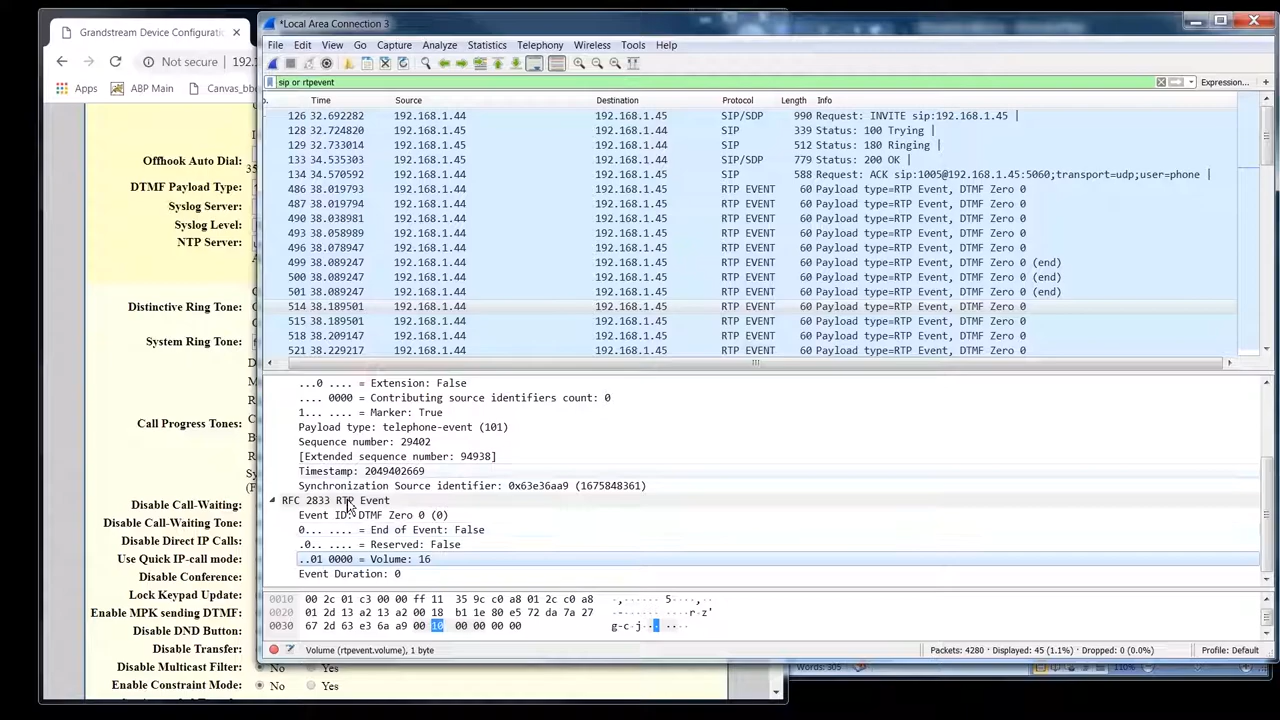 *Local Area Connection 3
Grandstream Device Configurati
Not secure 192.1
Apps ABP Main Canvas_bb
File Edit View Go Capture Analyze Statistics Telephony Wireless Tools Help
sip or rtpevent Expression... +
Time Source Destination Protocol Length Info
126 32.692282 192.168.1.44 192.168.1.45 SIP/SDP 990 Request: INVITE sip:192.168.1.45 |
128 32.724820 192.168.1.45 192.168.1.44 SIP 339 Status: 100 Trying |
129 32.733014 192.168.1.45 192.168.1.44 SIP 512 Status: 180 Ringing |
133 34.535303 192.168.1.45 192.168.1.44 SIP/SDP 779 Status: 200 OK |
134 34.570592 192.168.1.44 192.168.1.45 SIP 588 Request: ACK sip:1005@192.168.1.45:5060;transport=udp;user=phone |
486 38.019793 192.168.1.44 192.168.1.45 RTP EVENT 60 Payload type=RTP Event, DTMF Zero 0
487 38.019794 192.168.1.44 192.168.1.45 RTP EVENT 60 Payload type=RTP Event, DTMF Zero 0
490 38.038981 192.168.1.44 192.168.1.45 RTP EVENT 60 Payload type=RTP Event, DTMF Zero 0
493 38.058989 192.168.1.44 192.168.1.45 RTP EVENT 60 Payload type=RTP Event, DTMF Zero 0
496 38.078947 192.168.1.44 192.168.1.45 RTP EVENT 60 Payload type=RTP Event, DTMF Zero 0
499 38.089247 192.168.1.44 192.168.1.45 RTP EVENT 60 Payload type=RTP Event, DTMF Zero 0 (end)
500 38.089247 192.168.1.44 192.168.1.45 RTP EVENT 60 Payload type=RTP Event, DTMF Zero 0 (end)
501 38.089247 192.168.1.44 192.168.1.45 RTP EVENT 60 Payload type=RTP Event, DTMF Zero 0 (end)
514 38.189501 192.168.1.44 192.168.1.45 RTP EVENT 60 Payload type=RTP Event, DTMF Zero 0
515 38.189501 192.168.1.44 192.168.1.45 RTP EVENT 60 Payload type=RTP Event, DTMF Zero 0
518 38.209147 192.168.1.44 192.168.1.45 RTP EVENT 60 Payload type=RTP Event, DTMF Zero 0
521 38.229217 192.168.1.44 192.168.1.45 RTP EVENT 60 Payload type=RTP Event, DTMF Zero 0
...0 .... = Extension: False
.... 0000 = Contributing source identifiers count: 0
1... .... = Marker: True
Payload type: telephone-event (101)
Sequence number: 29402
[Extended sequence number: 94938]
Timestamp: 2049402669
Synchronization Source identifier: 0x63e36aa9 (1675848361)
RFC 2833 RTP Event
Event ID: DTMF Zero 0 (0)
0... .... = End of Event: False
.0.. .... = Reserved: False
..01 0000 = Volume: 16
Event Duration: 0
0010 00 2c 01 c3 00 00 ff 11 35 9c c0 a8 01 2c c0 a8
0020 01 2d 13 a2 13 a2 00 18 b1 1e 80 e5 72 da 7a 27
0030 67 2d 63 e3 6a a9 00 10 00 00 00 00
Volume (rtpevent.volume), 1 byte Packets: 4280 · Displayed: 45 (1.1%) · Dropped: 0 (0.0%) Profile: Default
Offhook Auto Dial:
DTMF Payload Type:
Syslog Server:
Syslog Level:
NTP Server:
Distinctive Ring Tone:
System Ring Tone:
Call Progress Tones:
Disable Call-Waiting:
Disable Call-Waiting Tone:
Disable Direct IP Calls:
Use Quick IP-call mode:
Disable Conference:
Lock Keypad Update:
Enable MPK sending DTMF:
Disable DND Button:
Disable Transfer:
Disable Multicast Filter: No Yes
Enable Constraint Mode: No Yes
Words: 305
110%